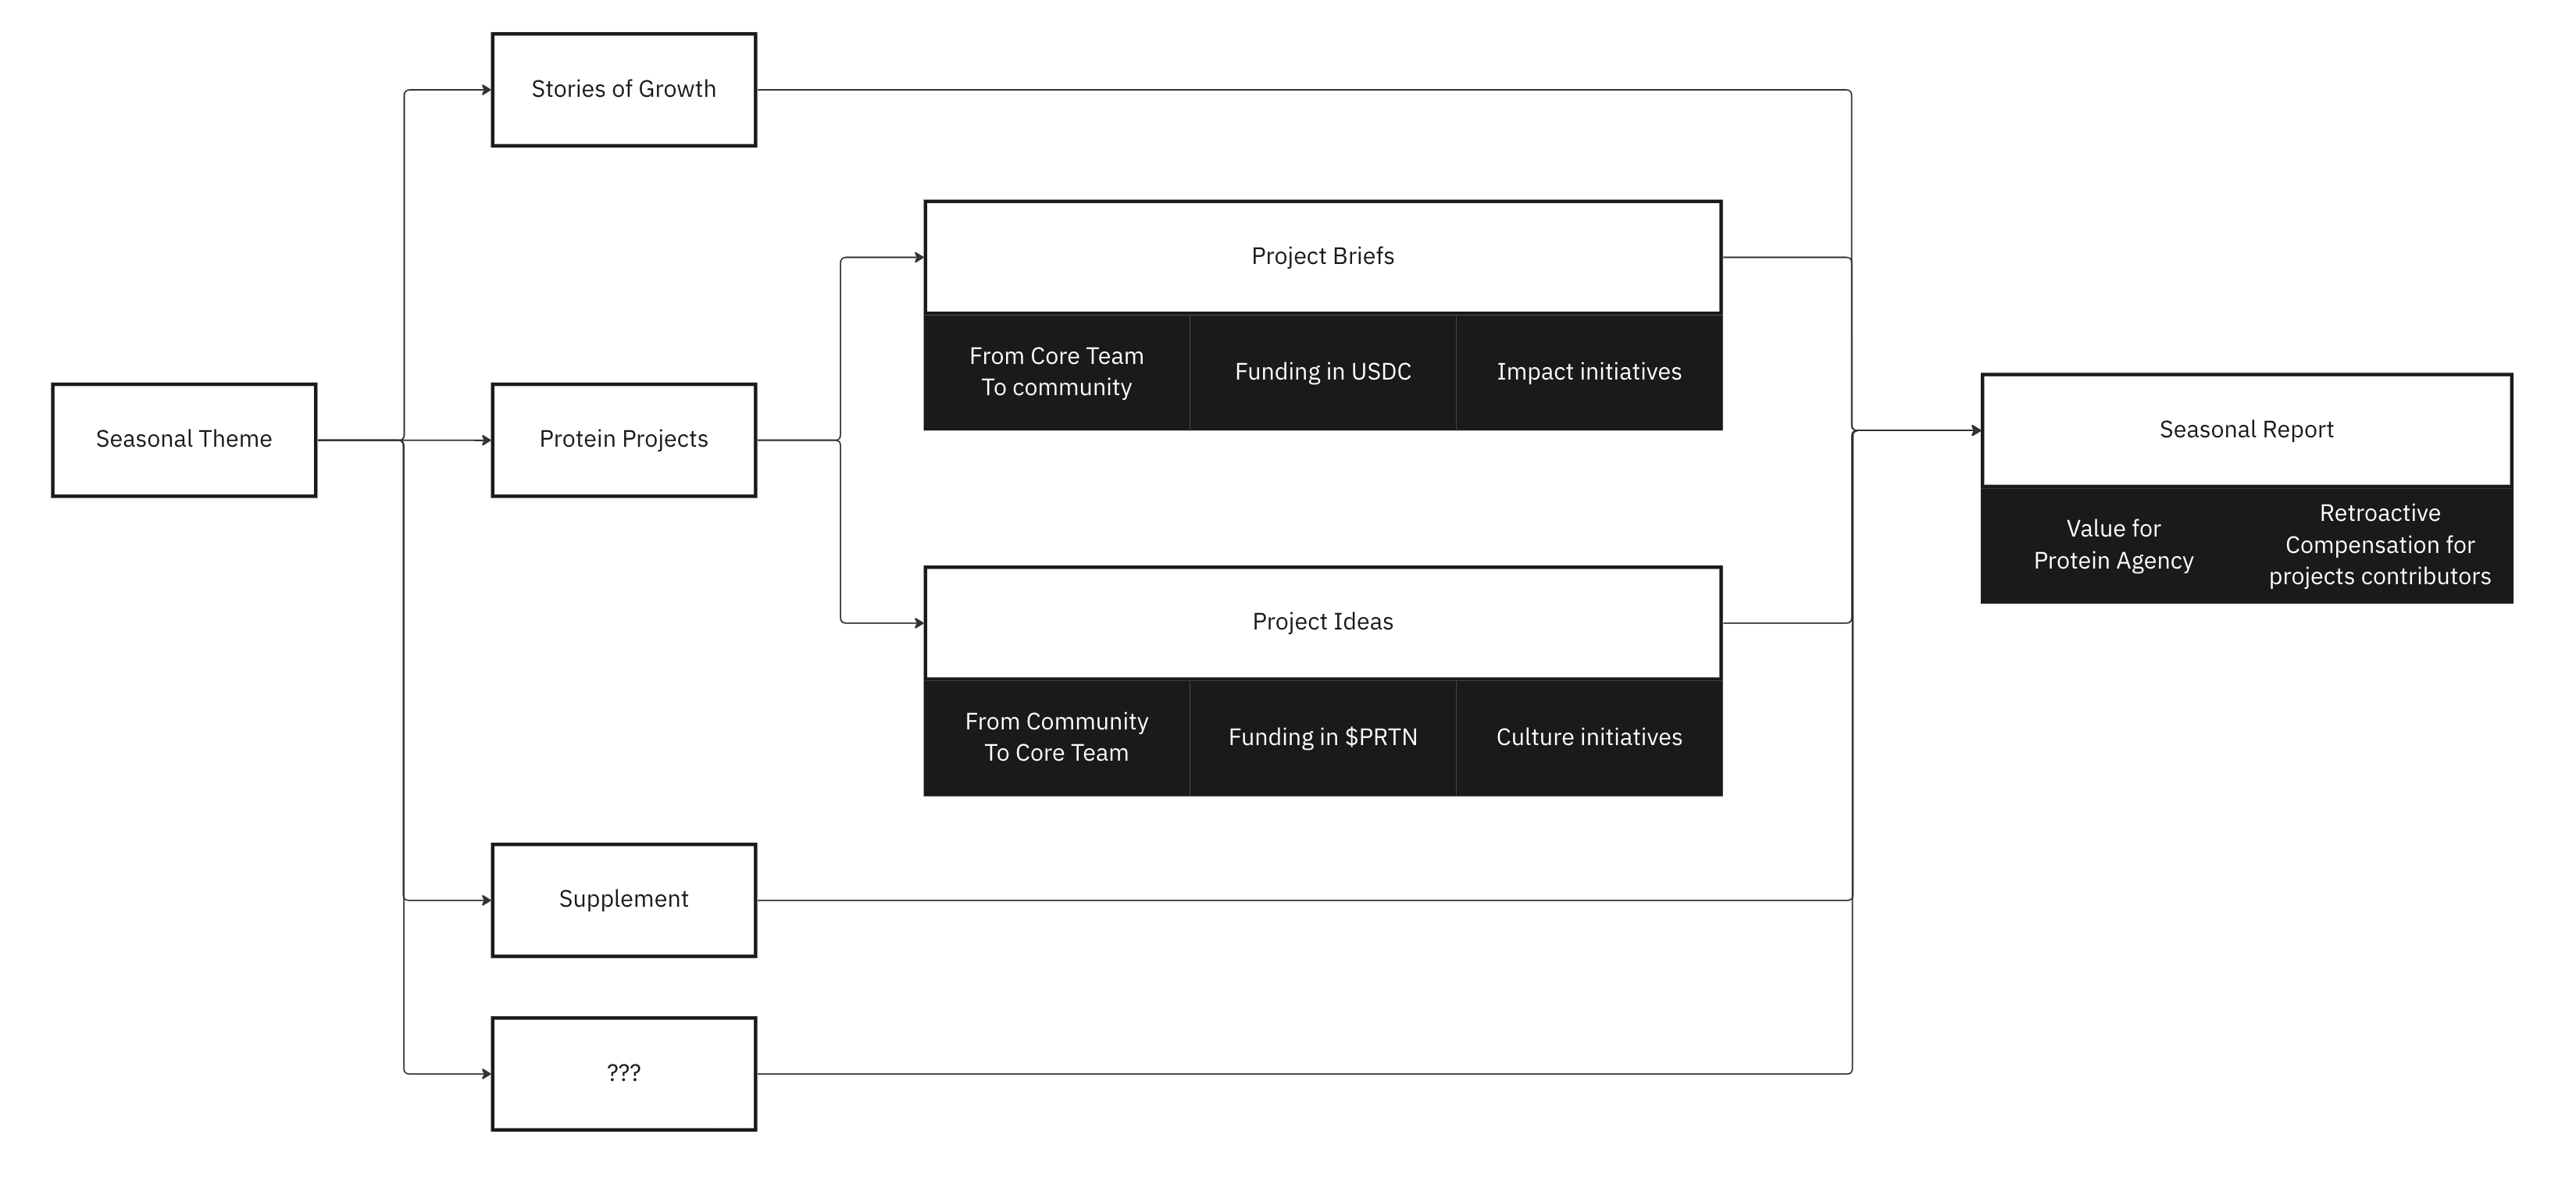 Stories of Growth
Project Briefs
From Core Team
To community
Funding in USDC
Impact initiatives
Seasonal Theme
Protein Projects
Seasonal Report
Value for
Protein Agency
Retroactive
Compensation for
projects contributors
Project Ideas
From Community
To Core Team
Funding in $PRTN
Culture initiatives
Supplement
???